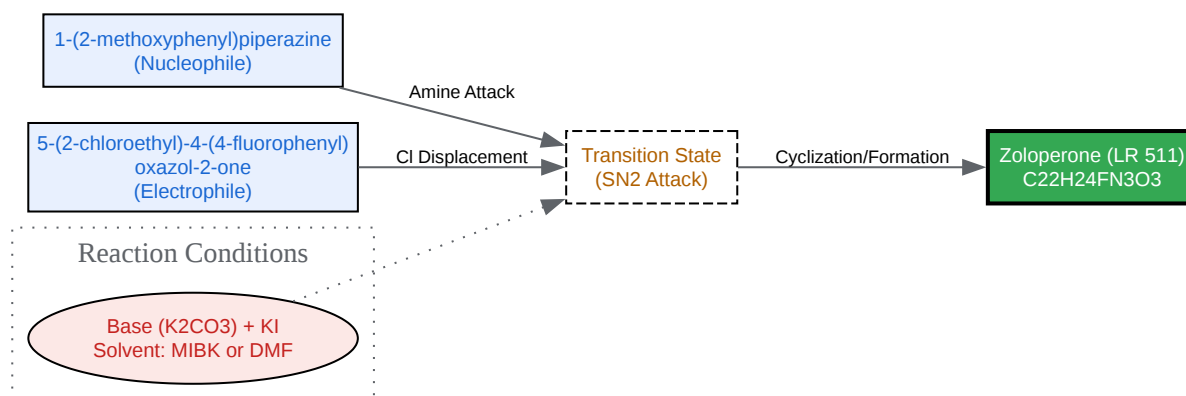 1-(2-methoxyphenyl)piperazine
(Nucleophile)
Amine Attack
5-(2-chloroethyl)-4-(4-fluorophenyl)
oxazol-2-one
(Electrophile)
Cl Displacement
Transition State
(SN2 Attack)
Cyclization/Formation
Zoloperone (LR 511)
C22H24FN3O3
Reaction Conditions
Base (K2CO3) + KI
Solvent: MIBK or DMF